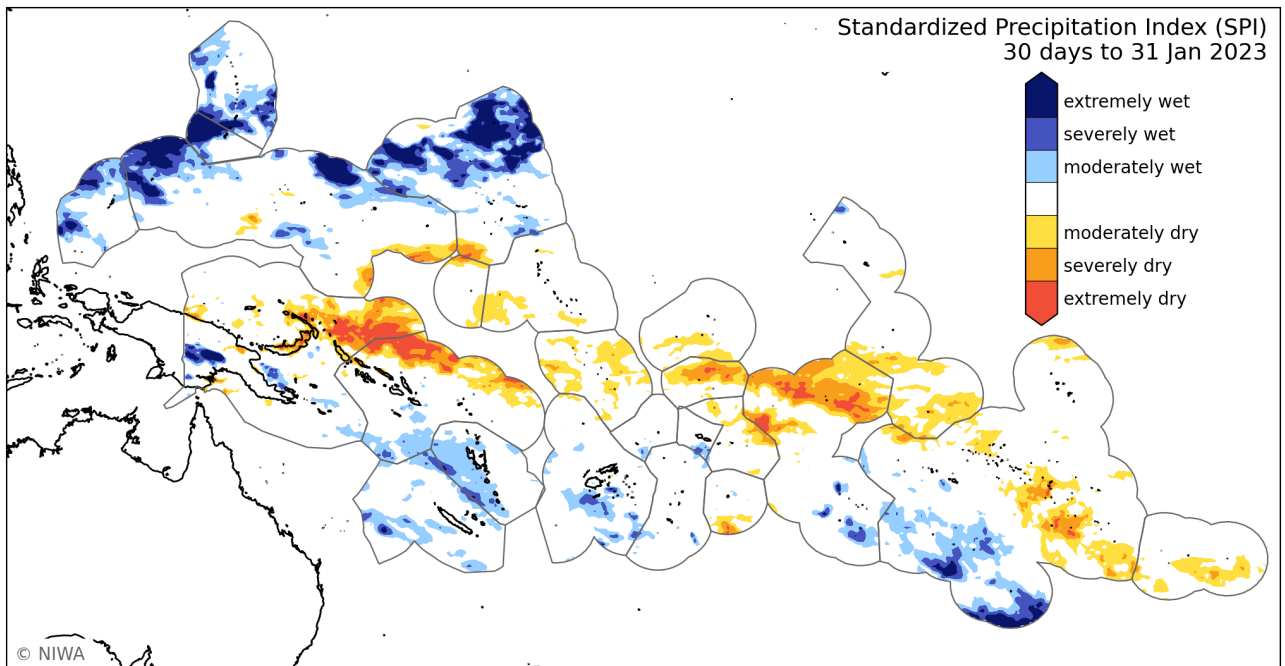 Standardized Precipitation Index (SPI)
30 days to 31 Jan 2023
extremely wet
severely wet
moderately wet
moderately dry
severely dry
extremely dry
© NIWA